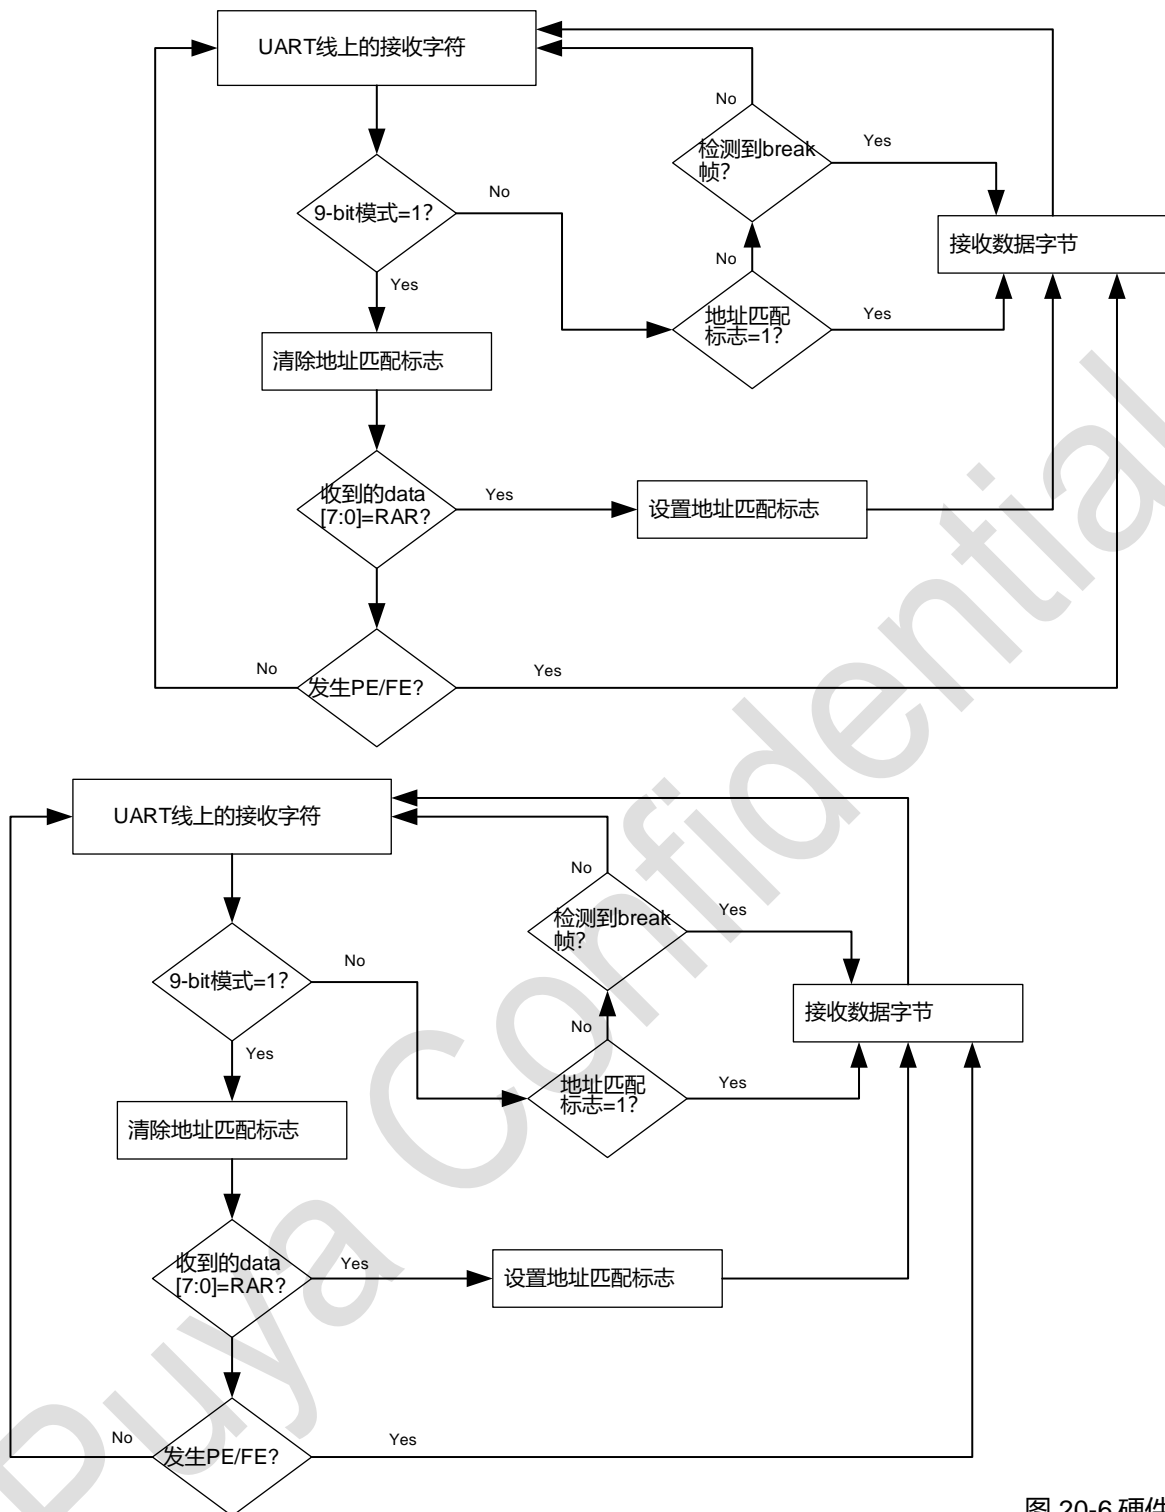 UART线上的接收字符
No
检测到break
帧?
Yes
9-bit模式=1?
No
接收数据字节
No
Yes
地址匹配
标志=1?
Yes
清除地址匹配标志
收到的data
[7:0]=RAR?
Yes
设置地址匹配标志
No
发生PE/FE?
Yes
UART线上的接收字符
No
检测到break
帧?
Yes
9-bit模式=1?
No
接收数据字节
No
Yes
地址匹配
标志=1?
Yes
清除地址匹配标志
收到的data
[7:0]=RAR?
Yes
设置地址匹配标志
No
发生PE/FE?
Yes
图 20-6 硬件
Puya Confidential